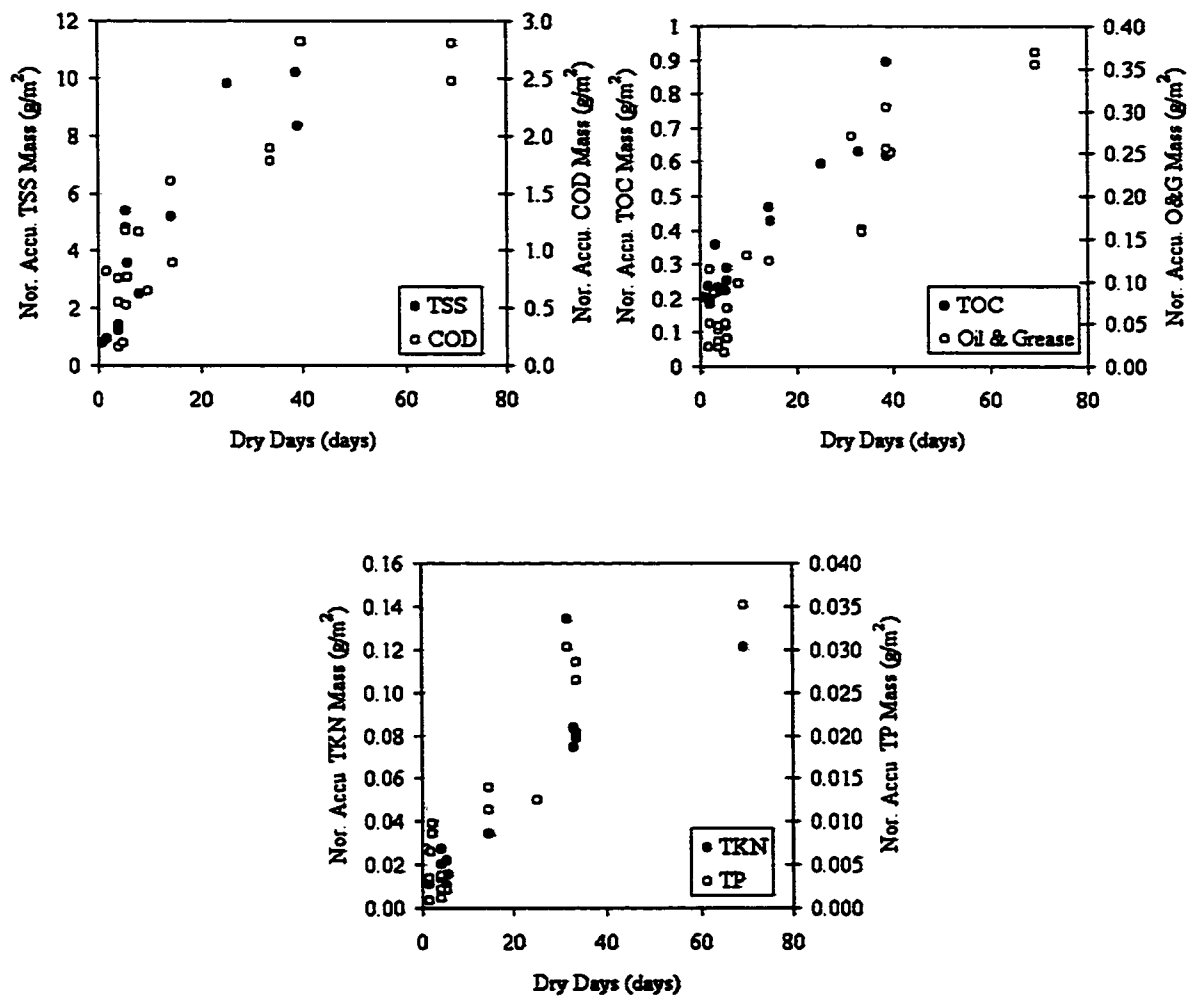 Nor. Accu. TSS Mass (g/m²)
12
10
8
6
4
2
0
3.0
2.5
2.0
1.5
1.0
0.5
0.0
Nor. Accu. COD Mass (g/m²)
TSS
COD
0 20 40 60 80
Dry Days (days)
Nor. Accu. TOC Mass (g/m²)
1
0.9
0.8
0.7
0.6
0.5
0.4
0.3
0.2
0.1
0
0.40
0.35
0.30
0.25
0.20
0.15
0.10
0.05
0.00
Nor. Accu. O&G Mass (g/m²)
TOC
Oil & Grease
0 20 40 60 80
Dry Days (days)
Nor. Accu TKN Mass (g/m²)
0.16
0.14
0.12
0.10
0.08
0.06
0.04
0.02
0.00
0.040
0.035
0.030
0.025
0.020
0.015
0.010
0.005
0.000
Nor. Accu TP Mass (g/m²)
TKN
TP
0 20 40 60 80
Dry Days (days)